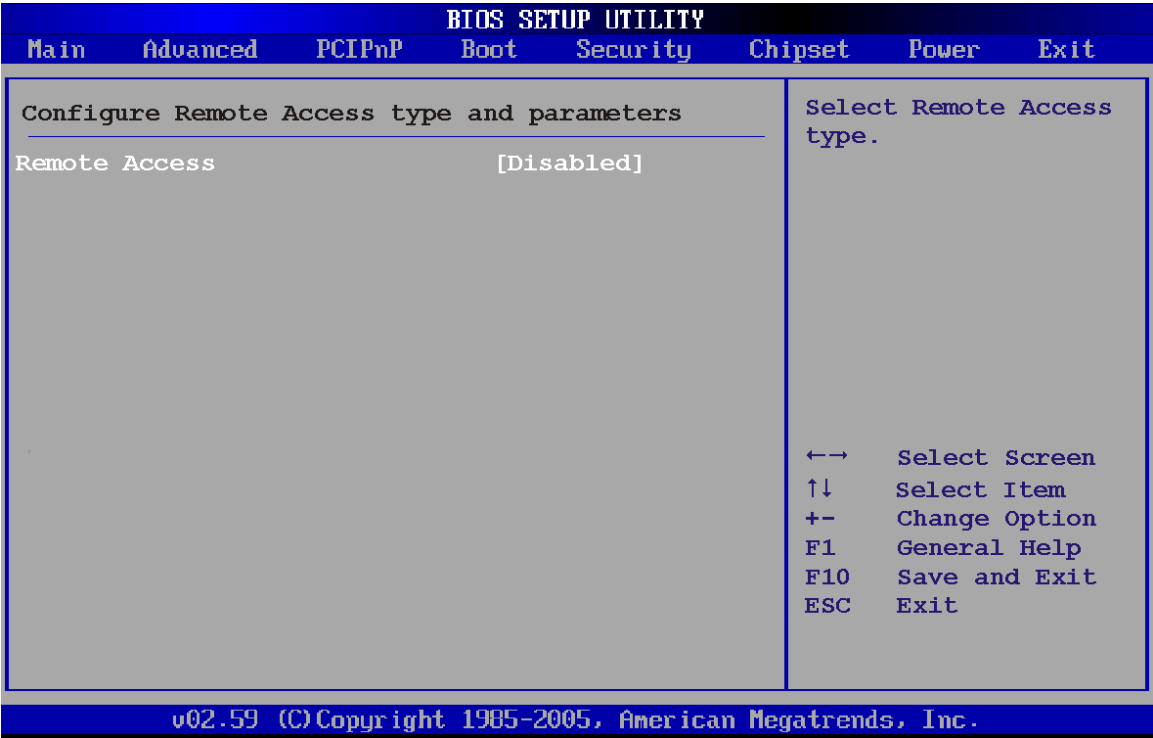 BIOS SETUP UTILITY
Main Advanced PCIPnP Boot Security Chipset Power Exit
Configure Remote Access type and parameters
Remote Access [Disabled]
Select Remote Access
type.
←→ Select Screen
↑↓ Select Item
+- Change Option
F1 General Help
F10 Save and Exit
ESC Exit
v02.59 (C)Copyright 1985-2005, American Megatrends, Inc.